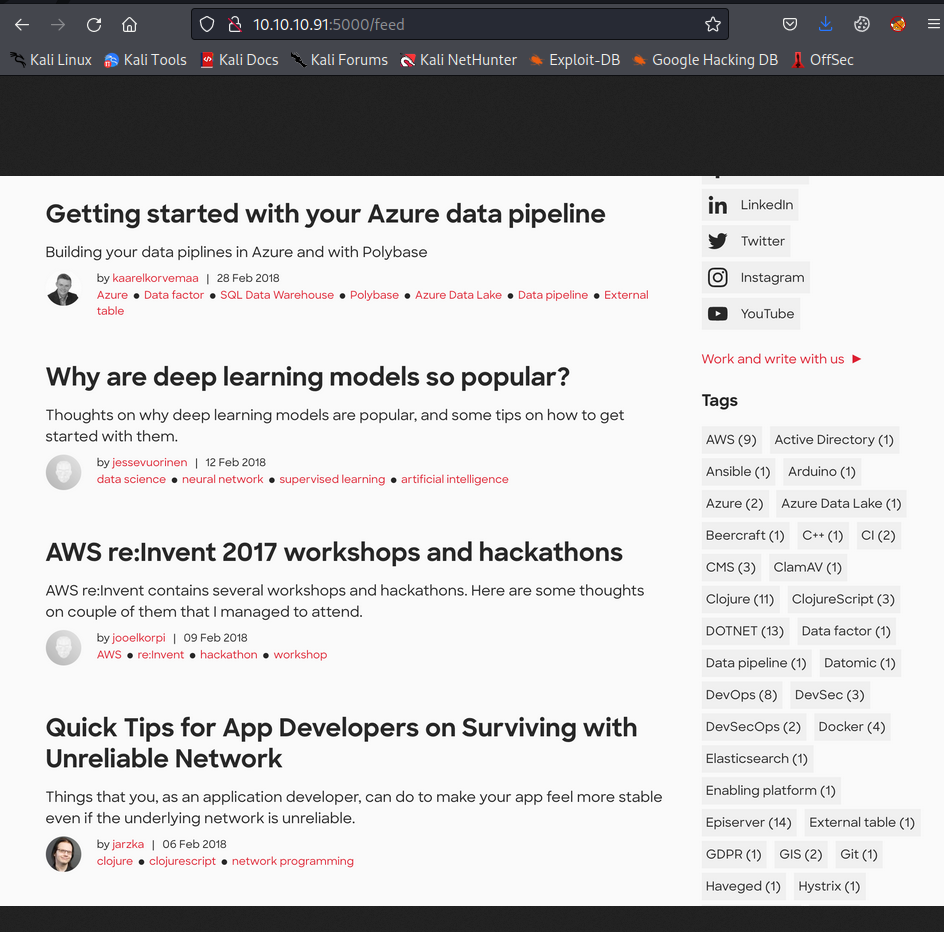 10.10.10.91:5000/feed
Kali Linux Kali Tools Kali Docs Kali Forums Kali NetHunter Exploit-DB Google Hacking DB OffSec
Getting started with your Azure data pipeline
Building your data piplines in Azure and with Polybase
by kaarelkorvemaa | 28 Feb 2018
Azure ● Data factor ● SQL Data Warehouse ● Polybase ● Azure Data Lake ● Data pipeline ● External
table
Why are deep learning models so popular?
Thoughts on why deep learning models are popular, and some tips on how to get
started with them.
by jessevuorinen | 12 Feb 2018
data science ● neural network ● supervised learning ● artificial intelligence
AWS re:Invent 2017 workshops and hackathons
AWS re:Invent contains several workshops and hackathons. Here are some thoughts
on couple of them that I managed to attend.
by jooelkorpi | 09 Feb 2018
AWS ● re:Invent ● hackathon ● workshop
Quick Tips for App Developers on Surviving with
Unreliable Network
Things that you, as an application developer, can do to make your app feel more stable
even if the underlying network is unreliable.
by jarzka | 06 Feb 2018
clojure ● clojurescript ● network programming
LinkedIn
Twitter
Instagram
YouTube
Work and write with us ►
Tags
AWS (9) Active Directory (1)
Ansible (1) Arduino (1)
Azure (2) Azure Data Lake (1)
Beercraft (1) C++ (1) CI (2)
CMS (3) ClamAV (1)
Clojure (11) ClojureScript (3)
DOTNET (13) Data factor (1)
Data pipeline (1) Datomic (1)
DevOps (8) DevSec (3)
DevSecOps (2) Docker (4)
Elasticsearch (1)
Enabling platform (1)
Episerver (14) External table (1)
GDPR (1) GIS (2) Git (1)
Haveged (1) Hystrix (1)